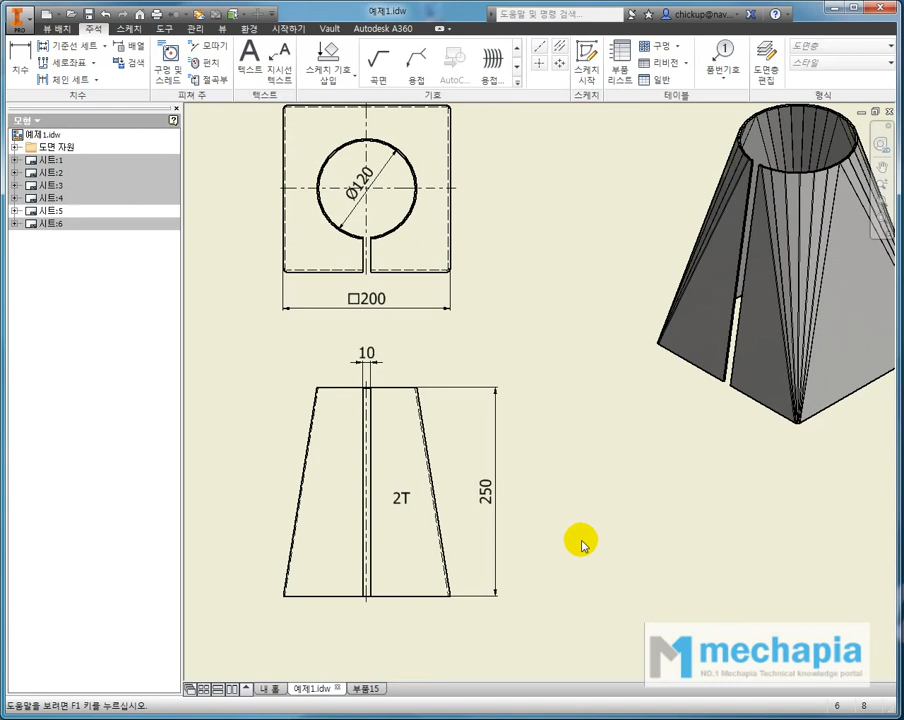 예제1.idw
도움말 및 명령 검색...
chickup@nav...
PRO
뷰 배치
주석
스케치
도구
관리
뷰
환경
시작하기
Vault
Autodesk A360
치수
기준선 세트
세로좌표
체인 세트
배열
검색
구멍 및
스레드
모따기
펀치
절곡부
텍스트
지시선
텍스트
스케치 기호
삽입
곡면
용접
AutoC...
용접...
스케치
시작
부품
리스트
구멍
리비전
일반
품번기호
도면층
편집
도면층
스타일
치수
피쳐 주
텍스트
기호
스케치
테이블
형식
모형
예제1.idw
도면 자원
시트:1
시트:2
시트:3
시트:4
시트:5
시트:6
Ø120
□200
10
2T
250
M mechapia
NO.1 Mechapia Technical knowledge portal
내 홈
예제1.idw
부품15
도움말을 보려면 F1 키를 누르십시오.
6
8